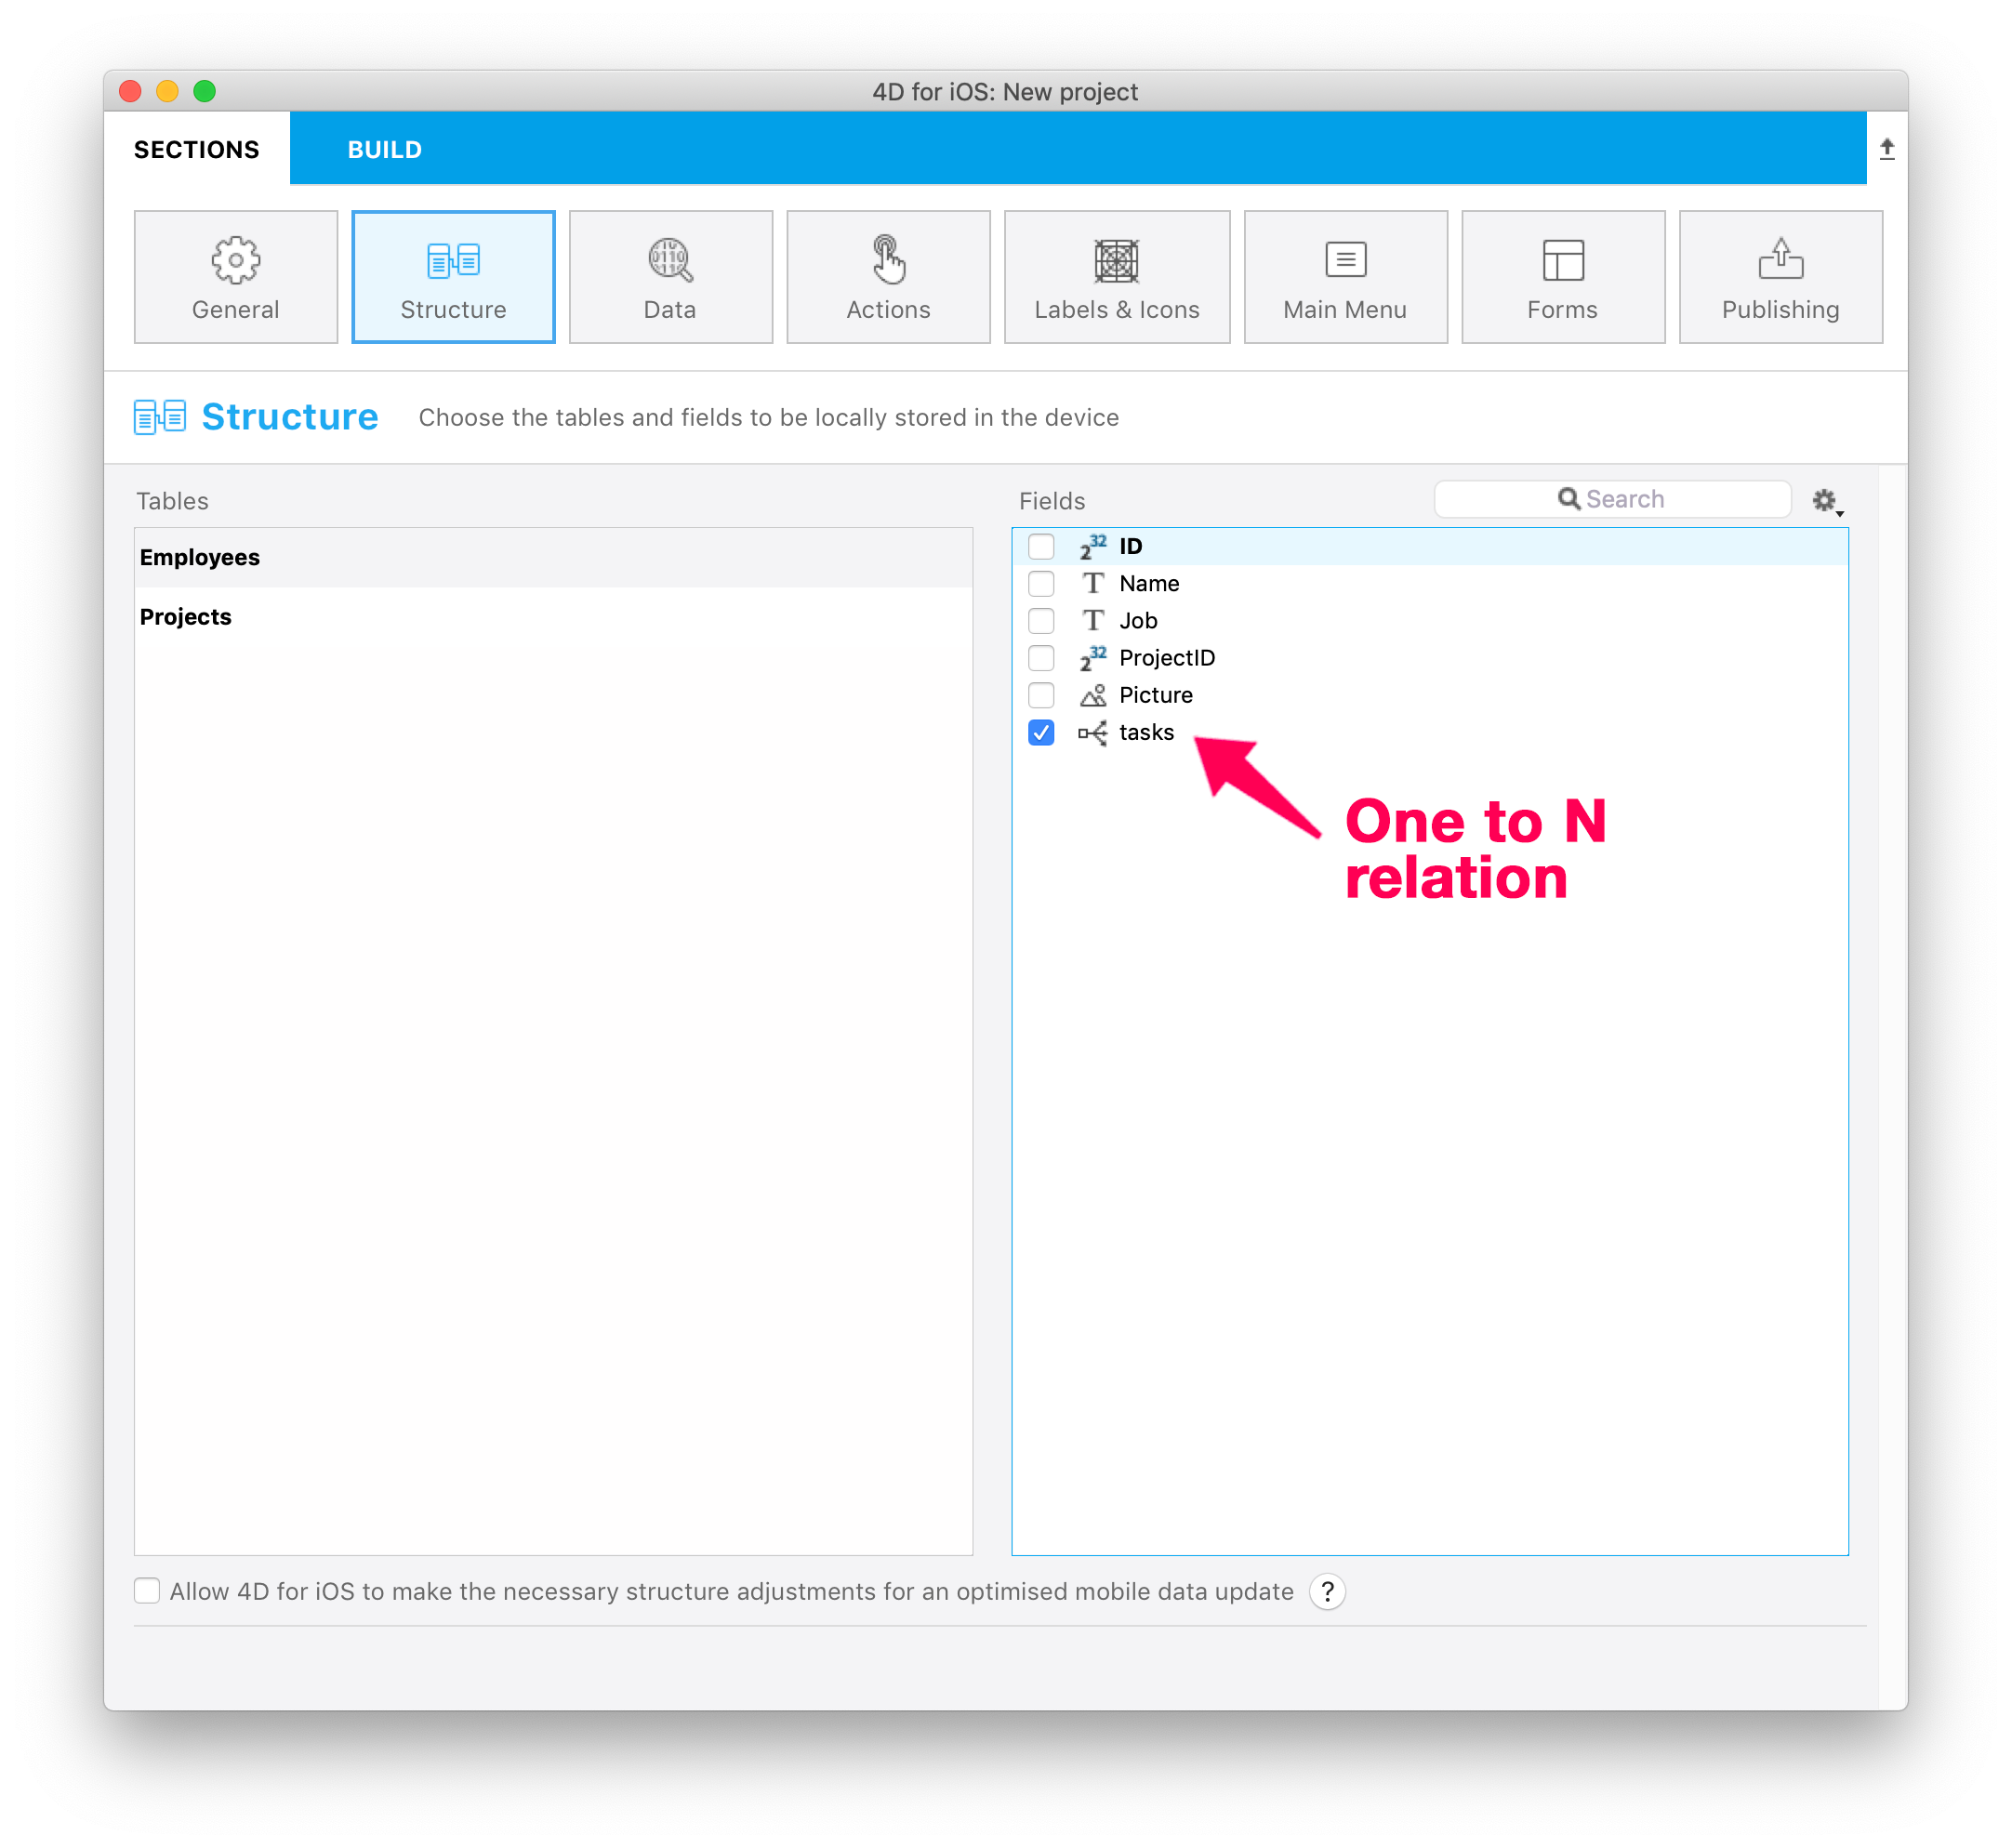 4D for iOS: New project
SECTIONS BUILD
General Structure Data Actions Labels & Icons Main Menu Forms Publishing
Structure Choose the tables and fields to be locally stored in the device
Tables
Employees
Projects
Fields Search
2 32 ID
T Name
T Job
2 32 ProjectID
Picture
tasks
One to N
relation
Allow 4D for iOS to make the necessary structure adjustments for an optimised mobile data update ?